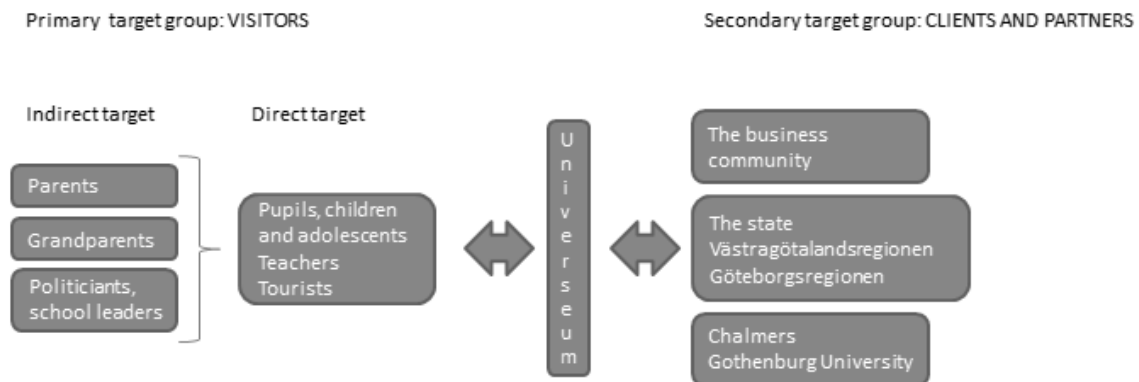 Primary target group: VISITORS
Secondary target group: CLIENTS AND PARTNERS
Indirect target
Direct target
Parents
Grandparents
Politiciants,
school leaders
Pupils, children
and adolescents
Teachers
Tourists
Universeum
The business
community
The state
Västragötalandsregionen
Göteborgsregionen
Chalmers
Gothenburg University